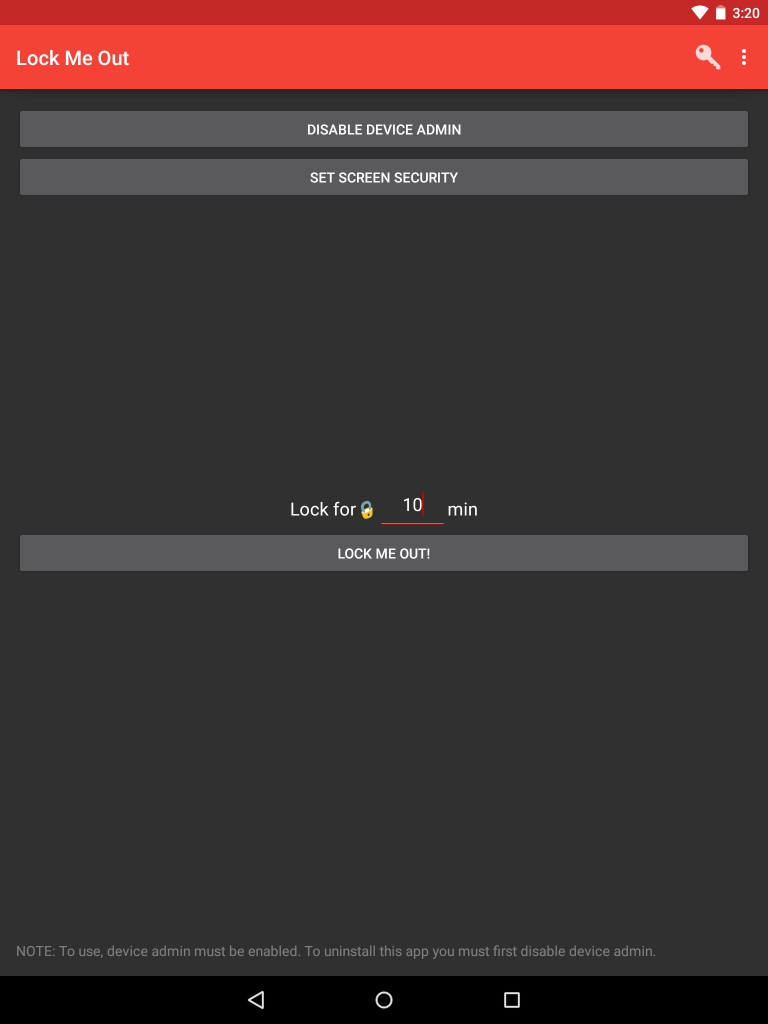 3:20
Lock Me Out
DISABLE DEVICE ADMIN
SET SCREEN SECURITY
Lock for🔓 10 min
LOCK ME OUT!
NOTE: To use, device admin must be enabled. To uninstall this app you must first disable device admin.